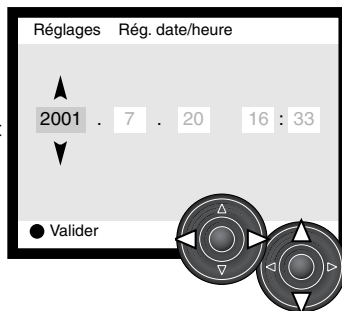 Réglages Rég. date/heure
2001 . 7 . 20 16 : 33
Valider